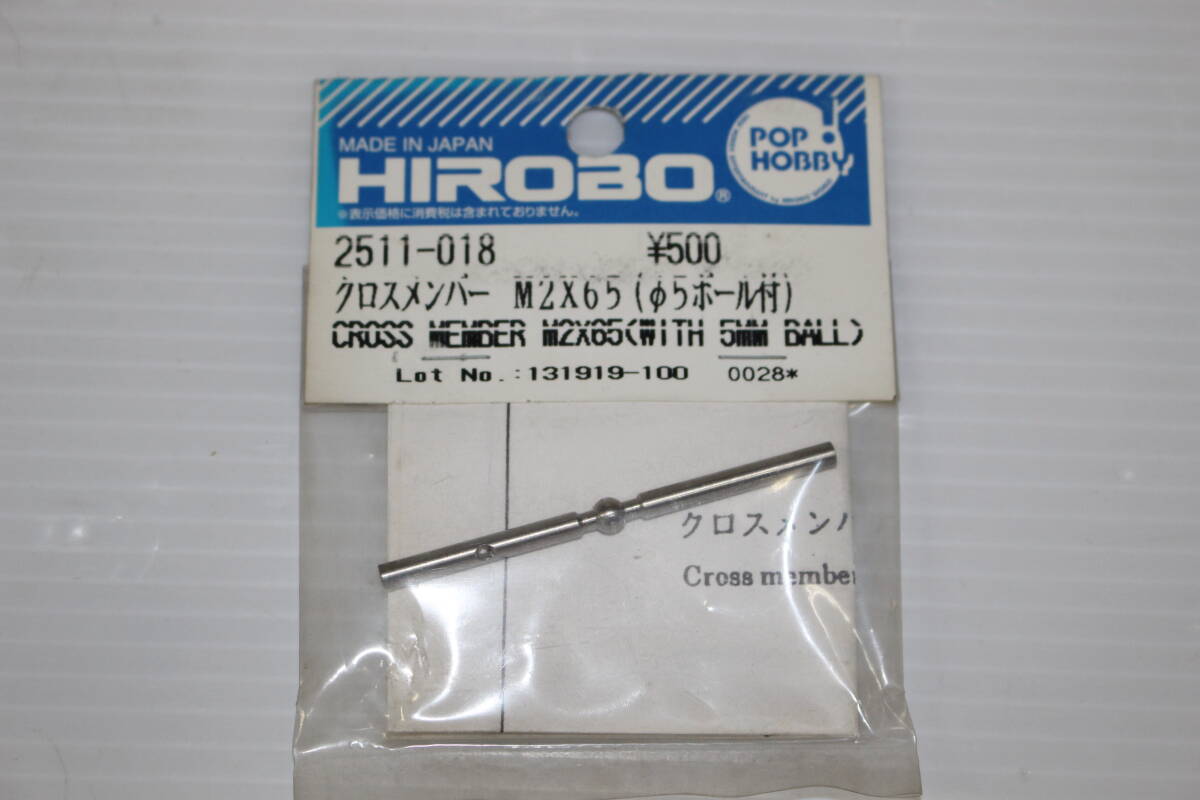 MADE IN JAPAN
HIROBO®
POP
HOBBY!
※表示価格に消費税は含まれておりません。
2511-018 ¥500
クロスメンバー M2X65(φ5ボール付)
CROSS MEMBER M2X65(WITH 5MM BALL)
Lot No.:131919-100 0028*
クロスメンバ
Cross member